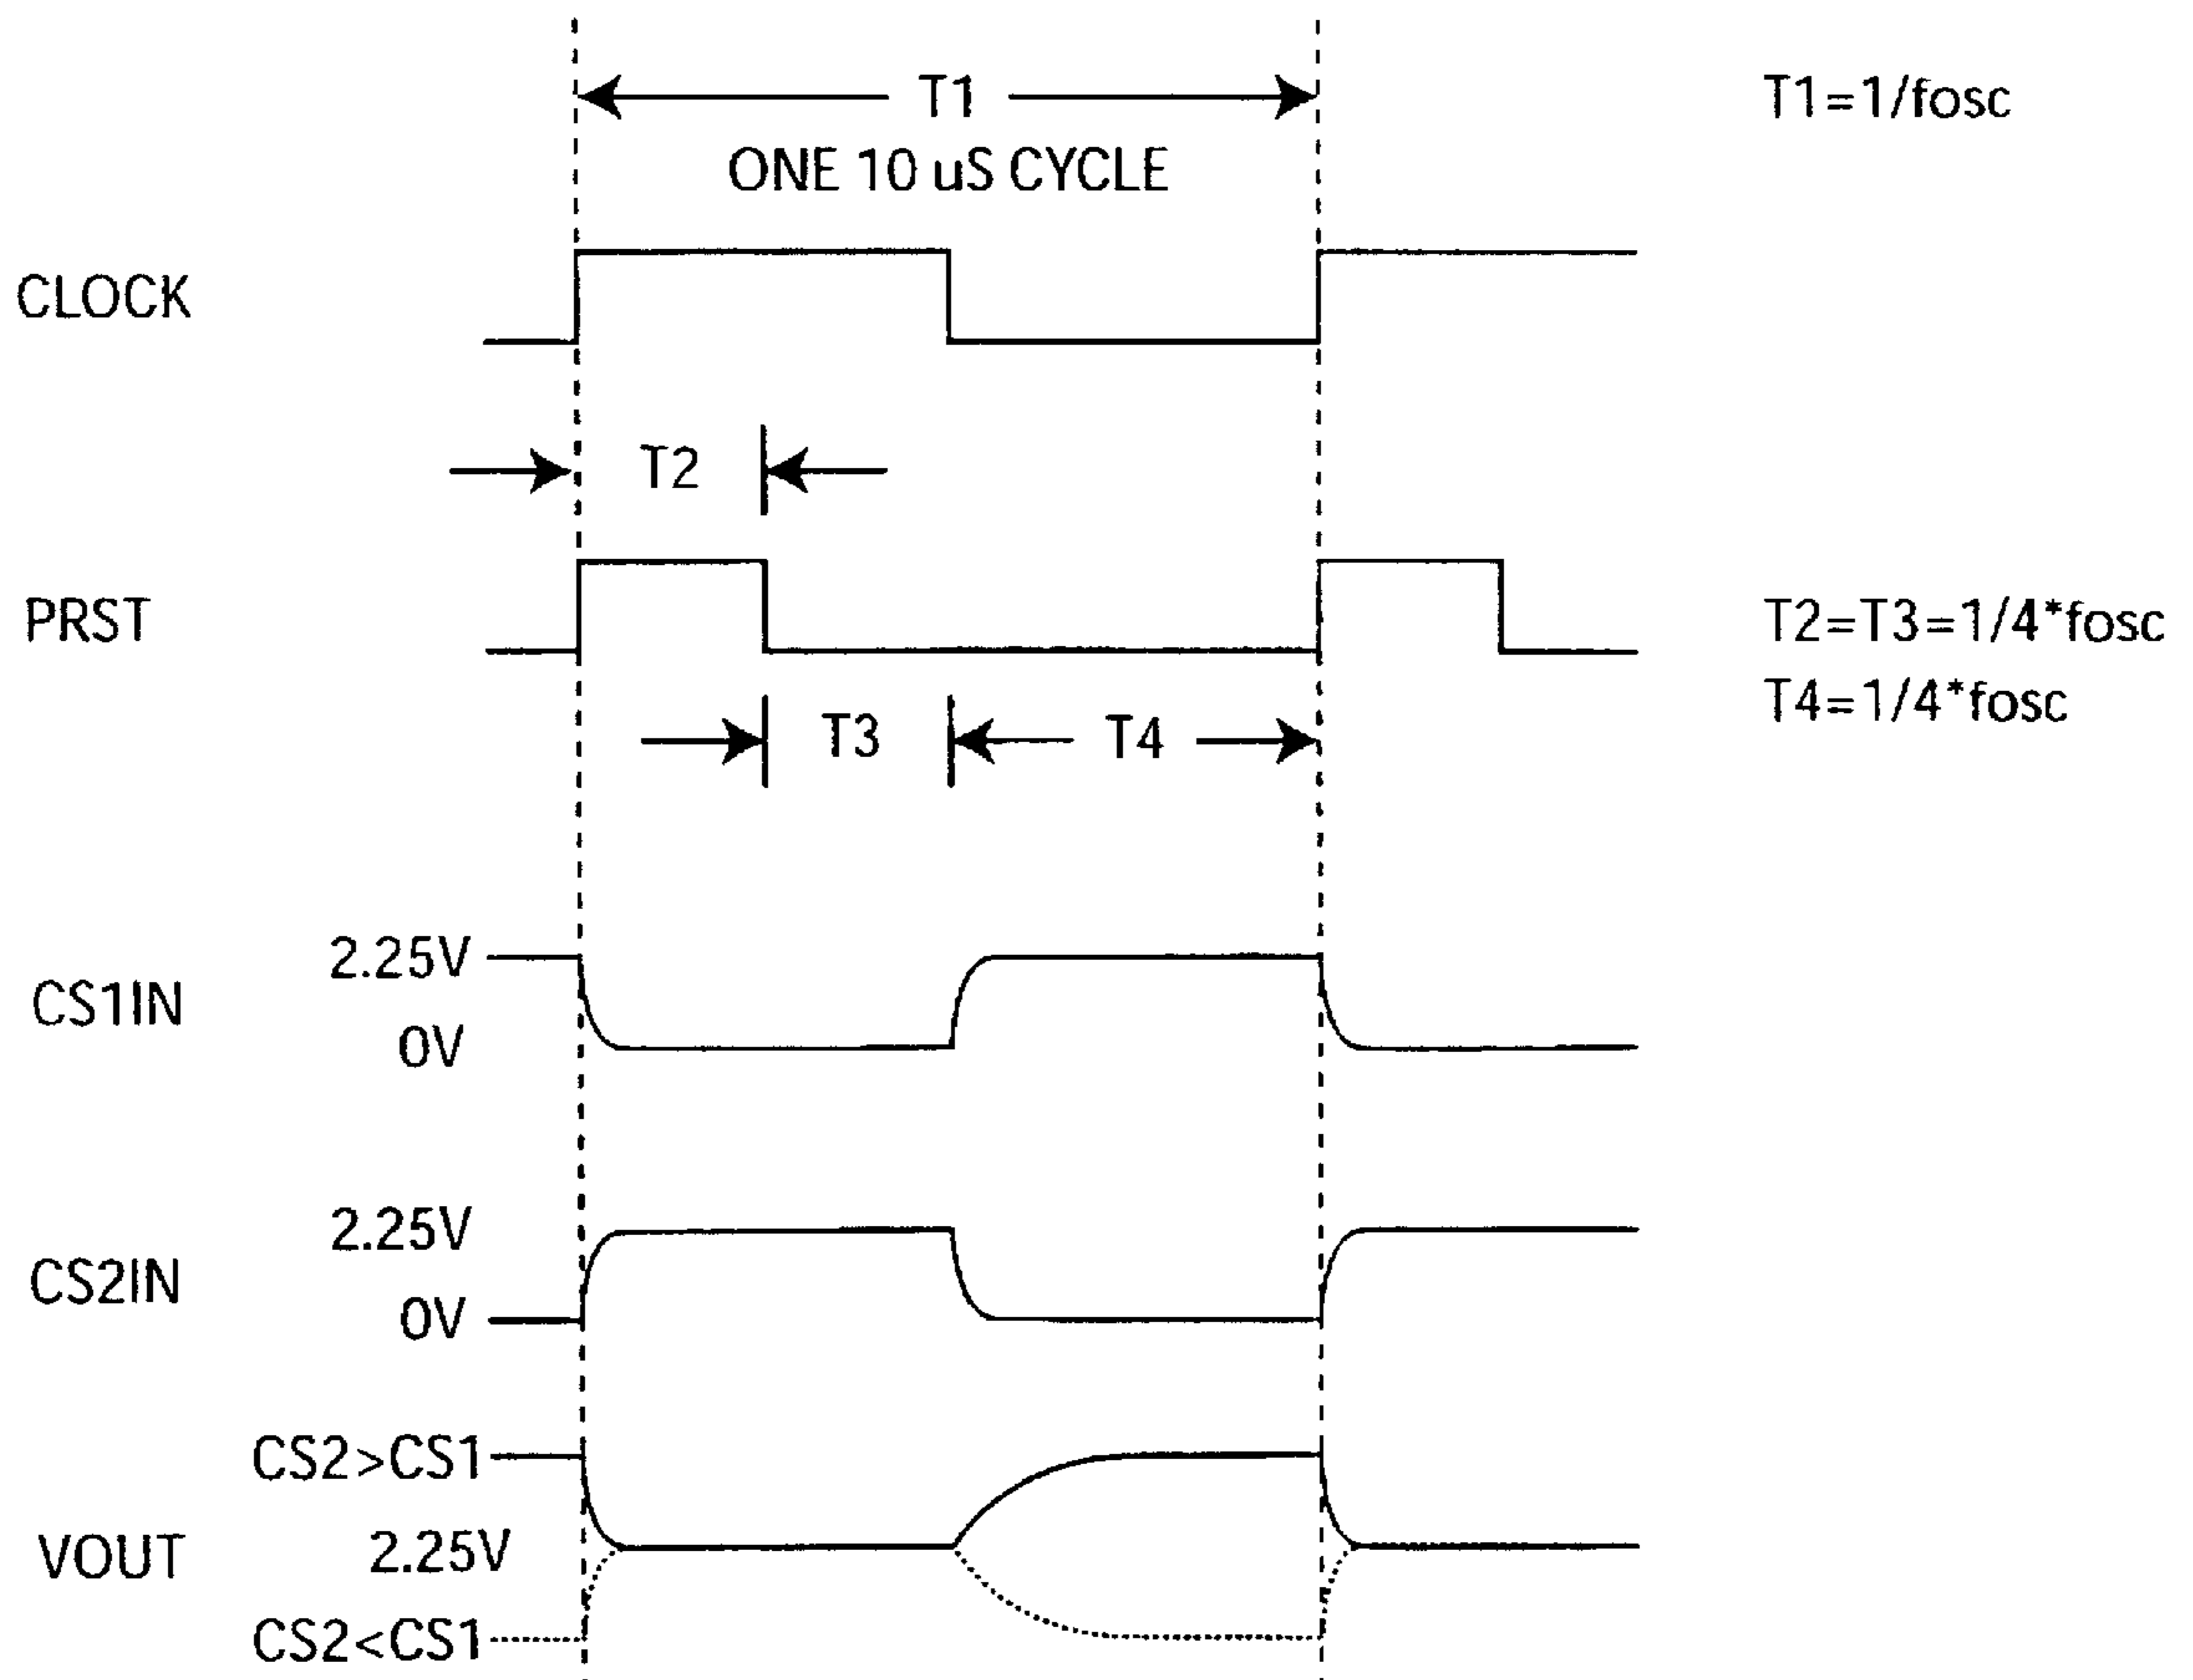 T1
T1=1/fosc
ONE 10 uS CYCLE
CLOCK
T2
PRST
T2=T3=1/4*fosc
T4=1/4*fosc
T3
T4
2.25V
CS1IN
0V
2.25V
CS2IN
0V
CS2>CS1
VOUT
2.25V
CS2<CS1